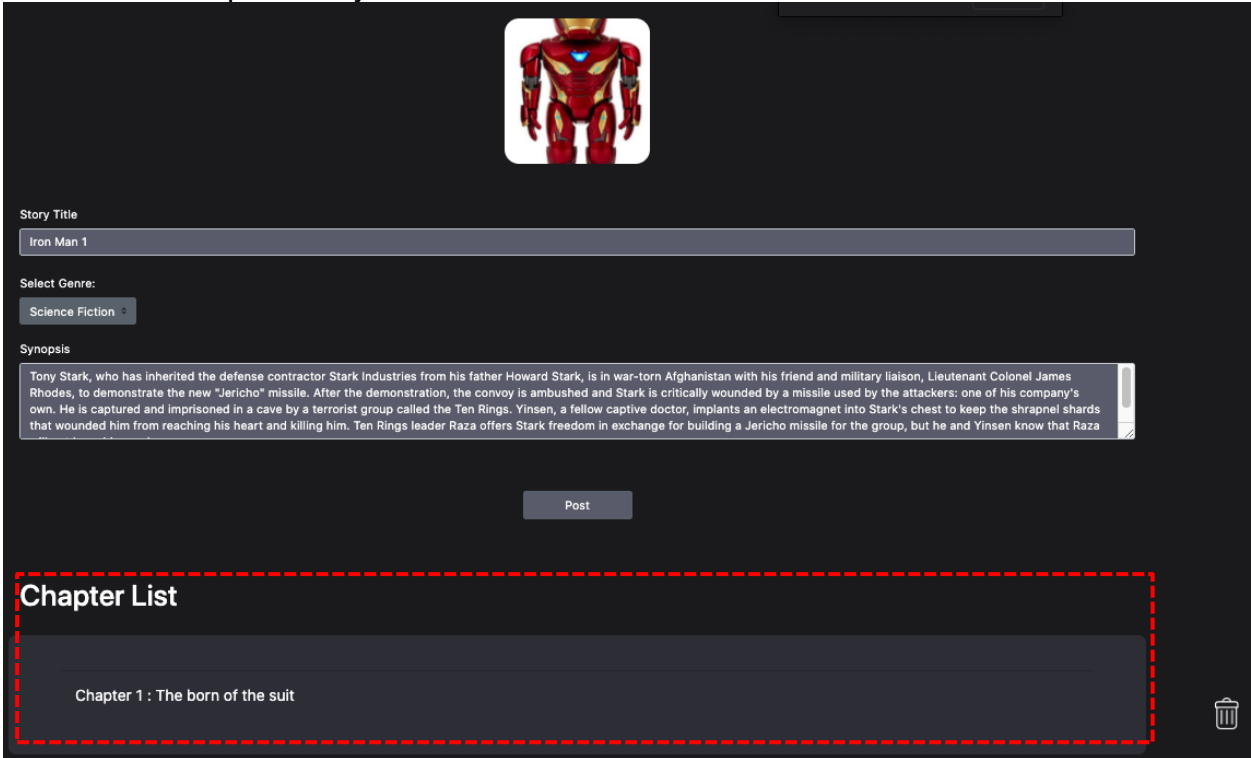 Story Title
Iron Man 1
Select Genre:
Science Fiction
Synopsis
Tony Stark, who has inherited the defense contractor Stark Industries from his father Howard Stark, is in war-torn Afghanistan with his friend and military liaison, Lieutenant Colonel James
Rhodes, to demonstrate the new "Jericho" missile. After the demonstration, the convoy is ambushed and Stark is critically wounded by a missile used by the attackers: one of his company's
own. He is captured and imprisoned in a cave by a terrorist group called the Ten Rings. Yinsen, a fellow captive doctor, implants an electromagnet into Stark's chest to keep the shrapnel shards
that wounded him from reaching his heart and killing him. Ten Rings leader Raza offers Stark freedom in exchange for building a Jericho missile for the group, but he and Yinsen know that Raza
Post
Chapter List
Chapter 1 : The born of the suit